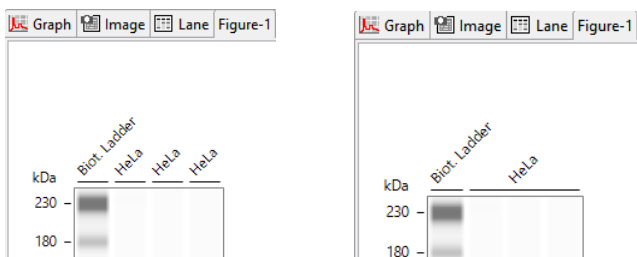 Graph Image Lane Figure-1
Biot. Ladder HeLa HeLa HeLa
kDa
230
180
Graph Image Lane Figure-1
Biot. Ladder HeLa
kDa
230
180